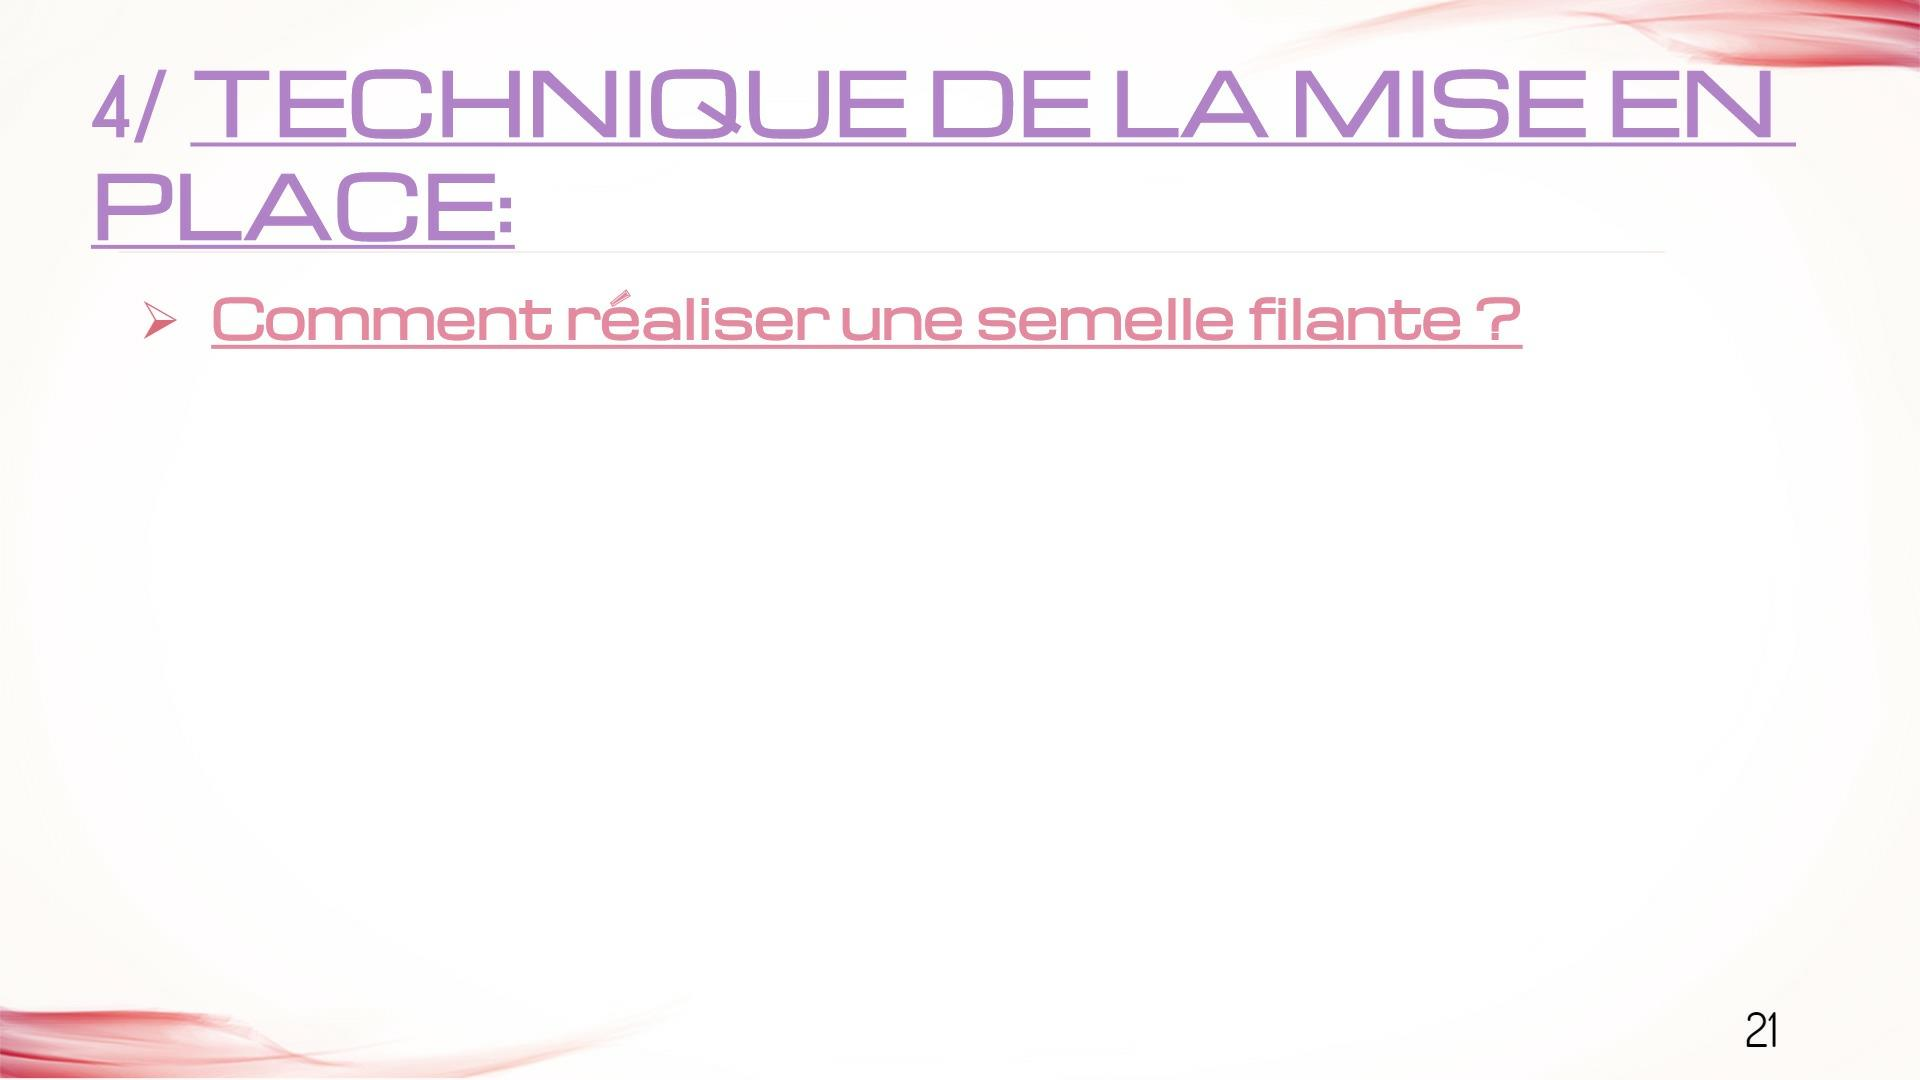 4/ TECHNIQUE DE LA MISE EN
PLACE:
Comment réaliser une semelle filante ?
21